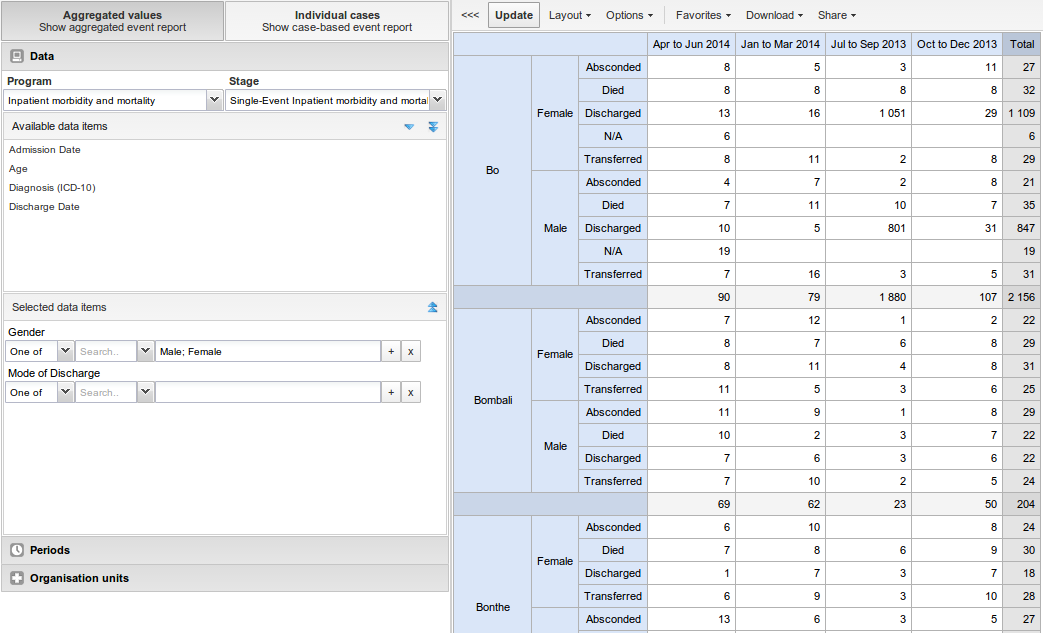 Aggregated values
Show aggregated event report
Individual cases
Show case-based event report
Data
Program Stage
Inpatient morbidity and mortality Single-Event Inpatient morbidity and mortal
Available data items
Admission Date
Age
Diagnosis (ICD-10)
Discharge Date
Selected data items
Gender
One of Search.. Male; Female + x
Mode of Discharge
One of Search.. + x
Periods
Organisation units
<<< Update Layout Options Favorites Download Share
Apr to Jun 2014 Jan to Mar 2014 Jul to Sep 2013 Oct to Dec 2013 Total
Bo Female Absconded 8 5 3 11 27
Died 8 8 8 8 32
Discharged 13 16 1 051 29 1 109
N/A 6 6
Transferred 8 11 2 8 29
Male Absconded 4 7 2 8 21
Died 7 11 10 7 35
Discharged 10 5 801 31 847
N/A 19 19
Transferred 7 16 3 5 31
90 79 1 880 107 2 156
Bombali Female Absconded 7 12 1 2 22
Died 8 7 6 8 29
Discharged 8 11 4 8 31
Transferred 11 5 3 6 25
Male Absconded 11 9 1 8 29
Died 10 2 3 7 22
Discharged 7 6 3 6 22
Transferred 7 10 2 5 24
69 62 23 50 204
Bonthe Female Absconded 6 10 8 24
Died 7 8 6 9 30
Discharged 1 7 3 7 18
Transferred 6 9 3 10 28
Absconded 13 6 3 5 27